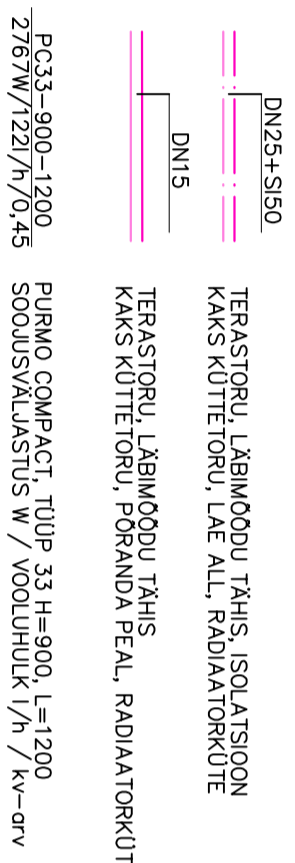 DN25+SI50
TERASTORU, LÄBIMÕÕDU TÄHIS, ISOLATSIOON
KAKS KÜTTETORU, LAE ALL, RADIAATORKÜTE
DN15
TERASTORU, LÄBIMÕÕDU TÄHIS
KAKS KÜTTETORU, PÕRANDA PEAL, RADIAATORKÜT
PC33-900-1200
2767W/122l/h/0,45
PURMO COMPACT, TÜÜP 33 H=900, L=1200
SOOJUSVÄLJASTUS W / VOOLUHULK l/h / kv-arv